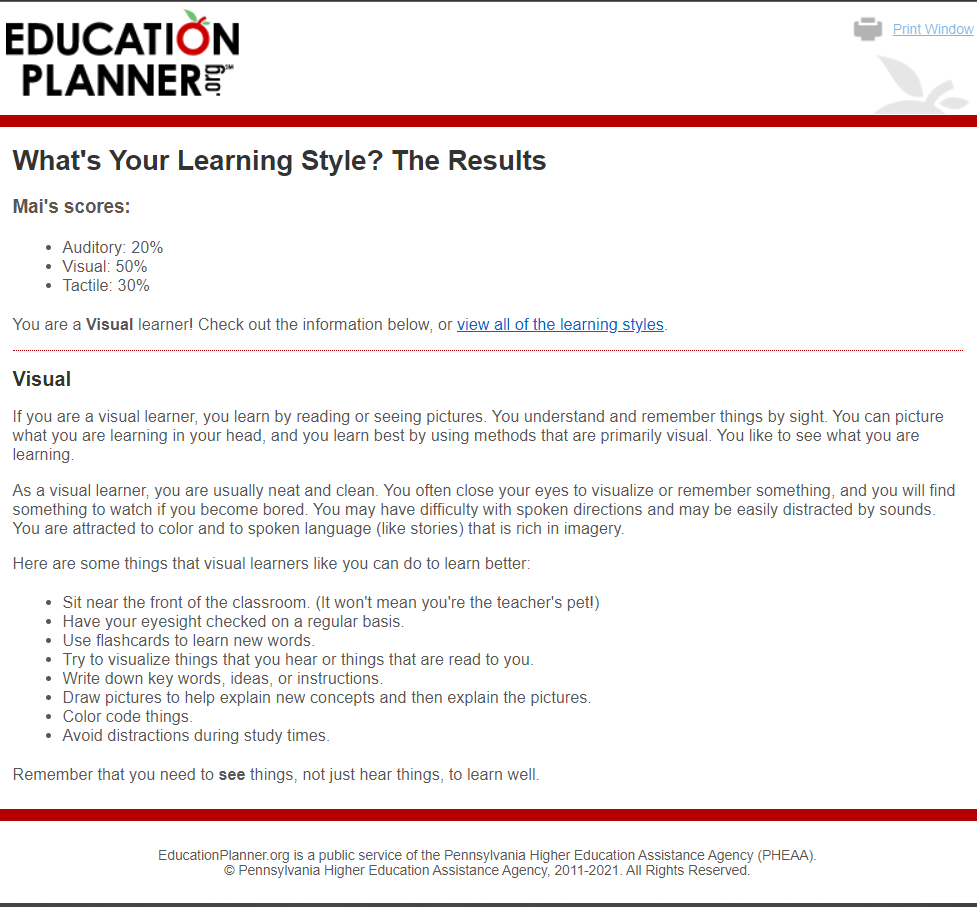 EDUCATION
PLANNER.org℠
Print Window
What's Your Learning Style? The Results
Mai's scores:
• Auditory: 20%
• Visual: 50%
• Tactile: 30%
You are a Visual learner! Check out the information below, or view all of the learning styles.
Visual
If you are a visual learner, you learn by reading or seeing pictures. You understand and remember things by sight. You can picture
what you are learning in your head, and you learn best by using methods that are primarily visual. You like to see what you are
learning.
As a visual learner, you are usually neat and clean. You often close your eyes to visualize or remember something, and you will find
something to watch if you become bored. You may have difficulty with spoken directions and may be easily distracted by sounds.
You are attracted to color and to spoken language (like stories) that is rich in imagery.
Here are some things that visual learners like you can do to learn better:
• Sit near the front of the classroom. (It won't mean you're the teacher's pet!)
• Have your eyesight checked on a regular basis.
• Use flashcards to learn new words.
• Try to visualize things that you hear or things that are read to you.
• Write down key words, ideas, or instructions.
• Draw pictures to help explain new concepts and then explain the pictures.
• Color code things.
• Avoid distractions during study times.
Remember that you need to see things, not just hear things, to learn well.
EducationPlanner.org is a public service of the Pennsylvania Higher Education Assistance Agency (PHEAA).
© Pennsylvania Higher Education Assistance Agency, 2011-2021. All Rights Reserved.